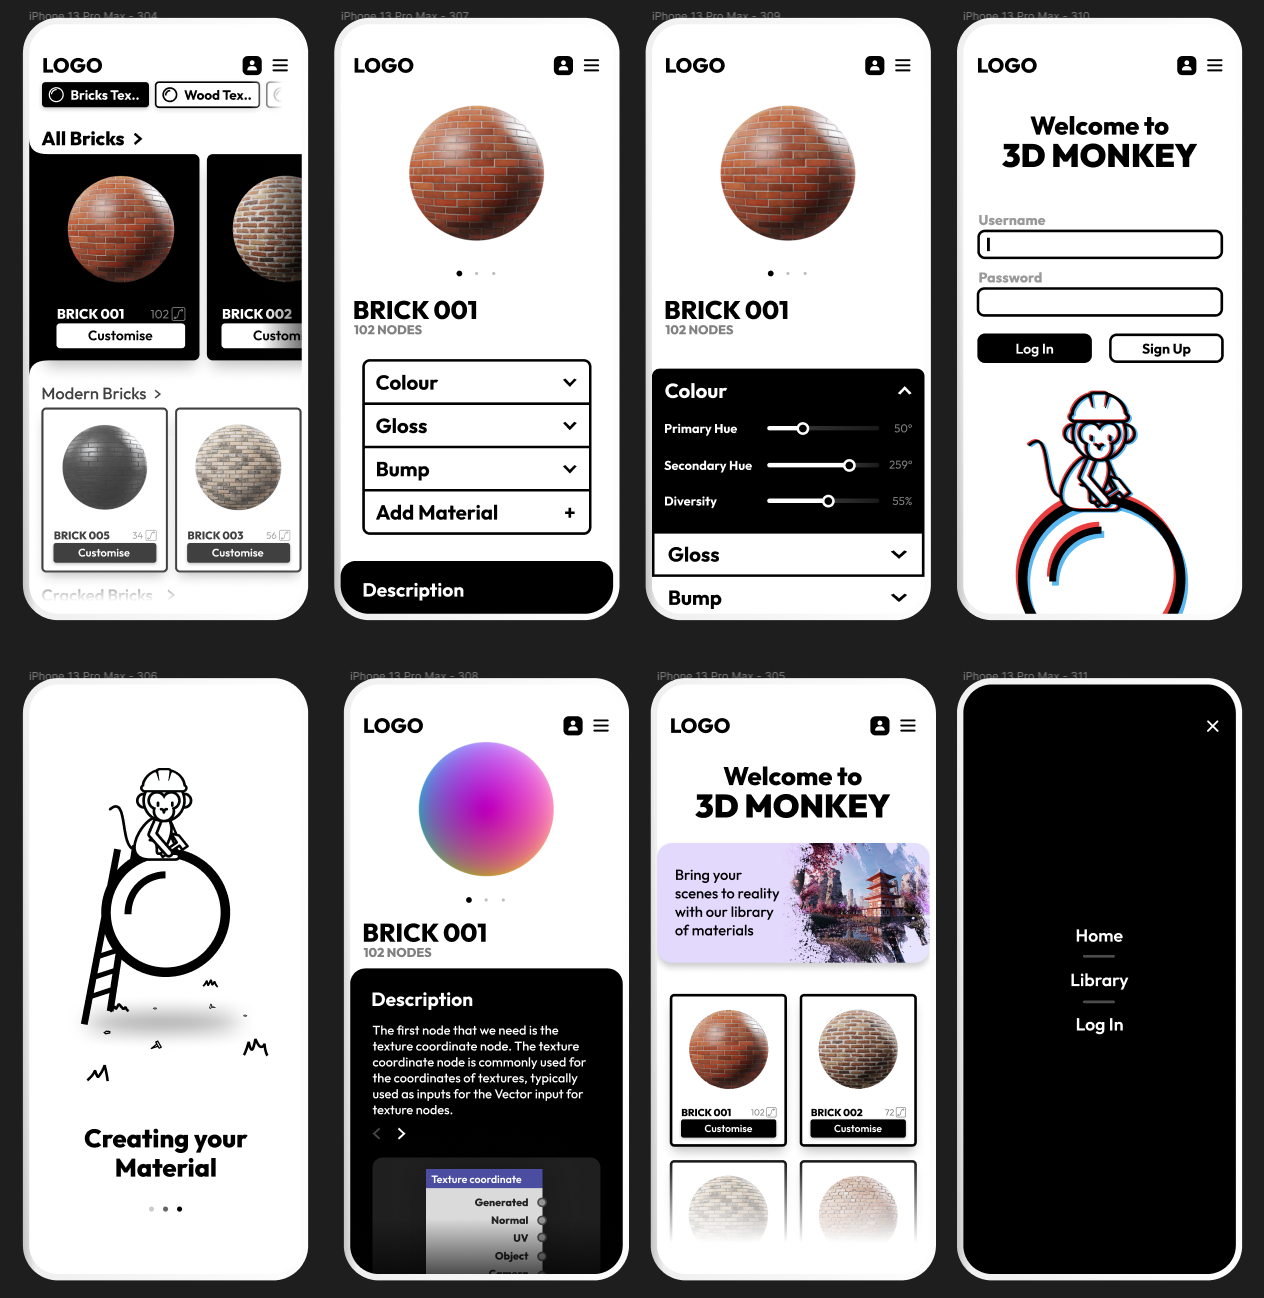 iPhone 13 Pro Max - 304
LOGO
Bricks Tex..
Wood Tex..
All Bricks >
BRICK 001
102
Customise
BRICK 002
Custom
Modern Bricks >
BRICK 005
34
Customise
BRICK 003
56
Customise
Cracked Bricks >
iPhone 13 Pro Max - 307
LOGO
BRICK 001
102 NODES
Colour
Gloss
Bump
Add Material +
Description
iPhone 13 Pro Max - 309
LOGO
BRICK 001
102 NODES
Colour
Primary Hue 50°
Secondary Hue 259°
Diversity 55%
Gloss
Bump
iPhone 13 Pro Max - 310
LOGO
Welcome to
3D MONKEY
Username
Password
Log In
Sign Up
iPhone 13 Pro Max - 306
Creating your
Material
iPhone 13 Pro Max - 308
LOGO
BRICK 001
102 NODES
Description
The first node that we need is the
texture coordinate node. The texture
coordinate node is commonly used for
the coordinates of textures, typically
used as inputs for the Vector input for
texture nodes.
< >
Texture coordinate
Generated
Normal
UV
Object
Camera
iPhone 13 Pro Max - 305
LOGO
Welcome to
3D MONKEY
Bring your
scenes to reality
with our library
of materials
BRICK 001
102
Customise
BRICK 002
72
Customise
iPhone 13 Pro Max - 311
Home
Library
Log In